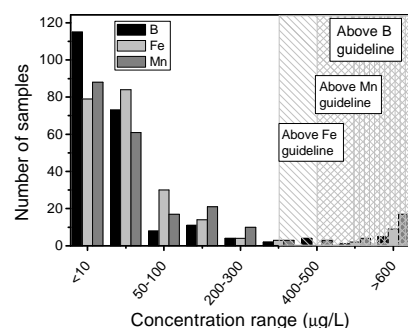 Number of samples
120
100
80
60
40
20
0
B
Fe
Mn
Above B
guideline
Above Mn
guideline
Above Fe
guideline
<10
50-100
200-300
400-500
>600
Concentration range (µg/L)